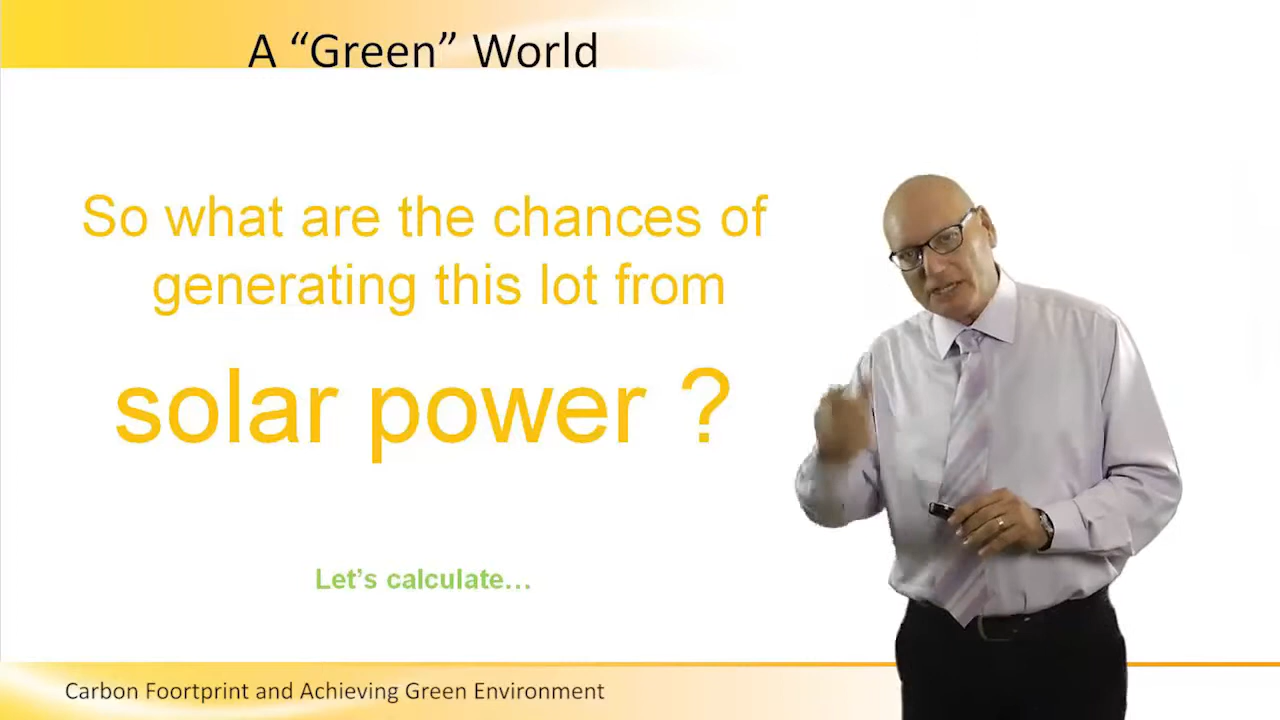 A “Green” World
So what are the chances of
generating this lot from
solar power ?
Let’s calculate…
Carbon Foortprint and Achieving Green Environment